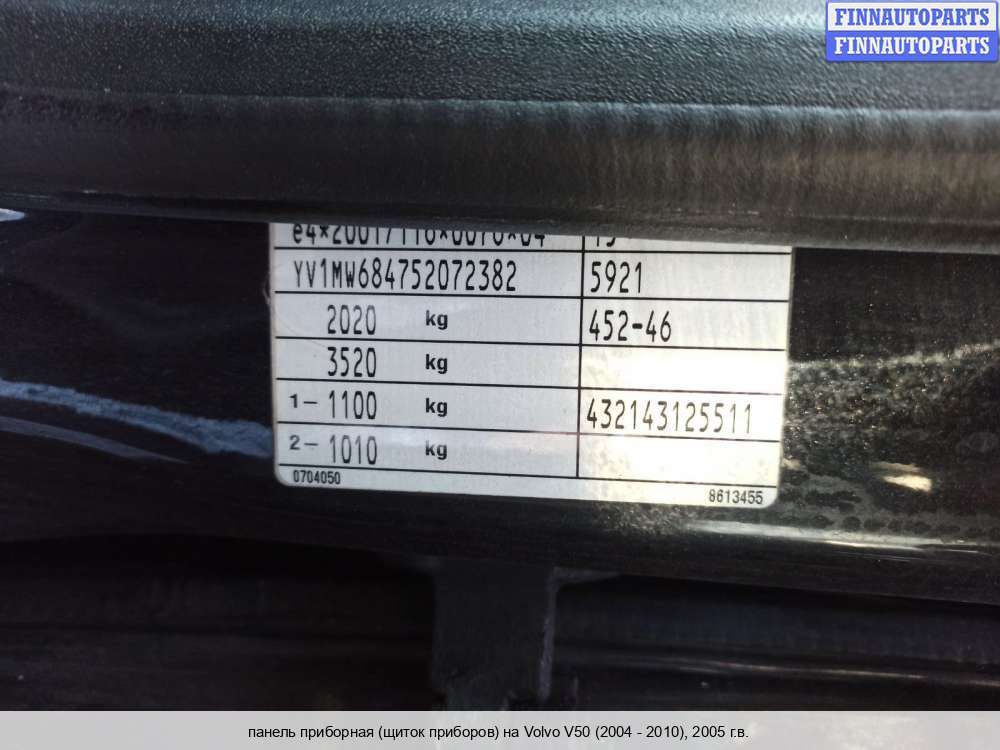 FINNAUTOPARTS
FINNAUTOPARTS
YV1MW684752072382 5921
2020 kg 452-46
3520 kg
1- 1100 kg 432143125511
2- 1010 kg
0704050 8613455
панель приборная (щиток приборов) на Volvo V50 (2004 - 2010), 2005 г.в.